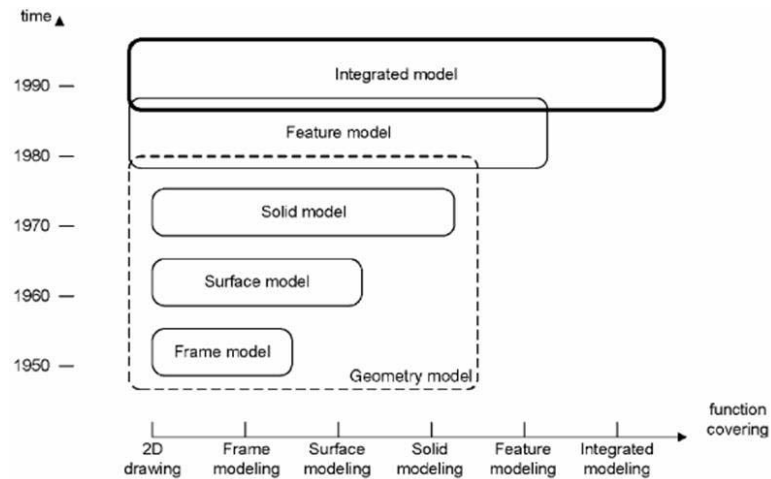 time
Integrated model
1990
Feature model
1980
Solid model
1970
Surface model
1960
Frame model
1950
Geometry model
function
covering
2D
drawing
Frame
modeling
Surface
modeling
Solid
modeling
Feature
modeling
Integrated
modeling